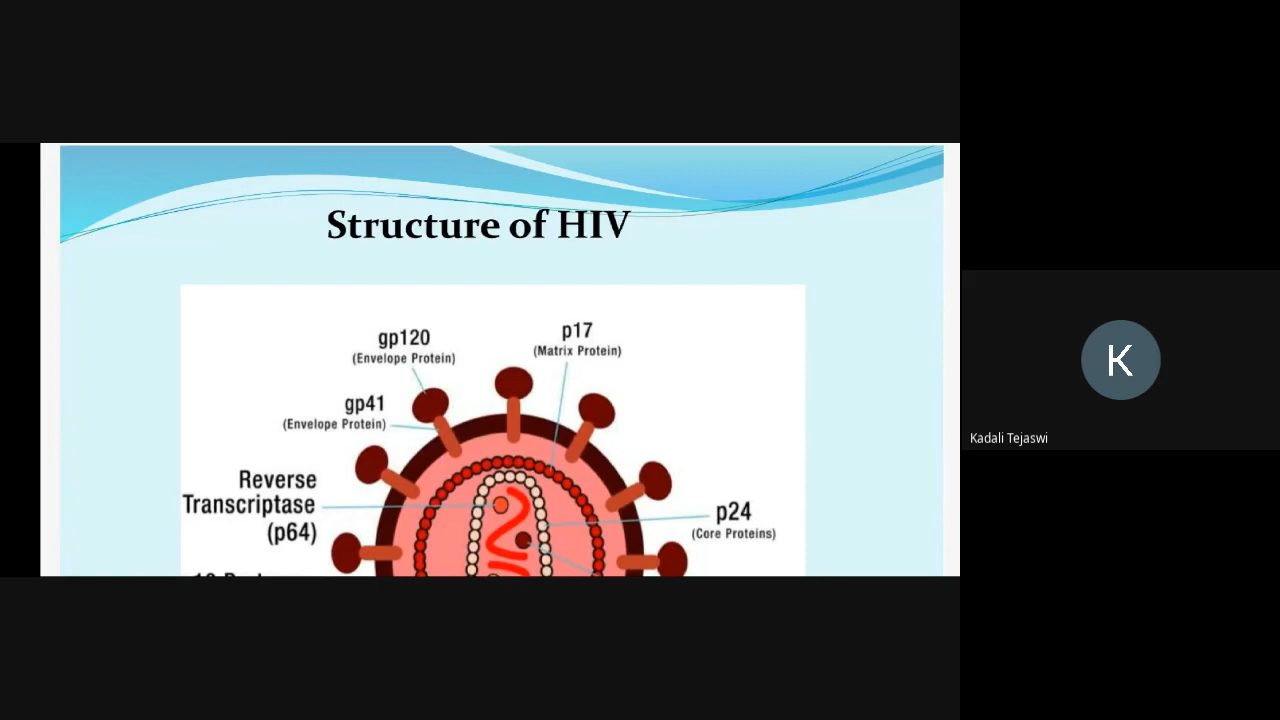 Structure of HIV
gp120
(Envelope Protein)
p17
(Matrix Protein)
gp41
(Envelope Protein)
Reverse
Transcriptase
(p64)
p24
(Core Proteins)
K
Kadali Tejaswi